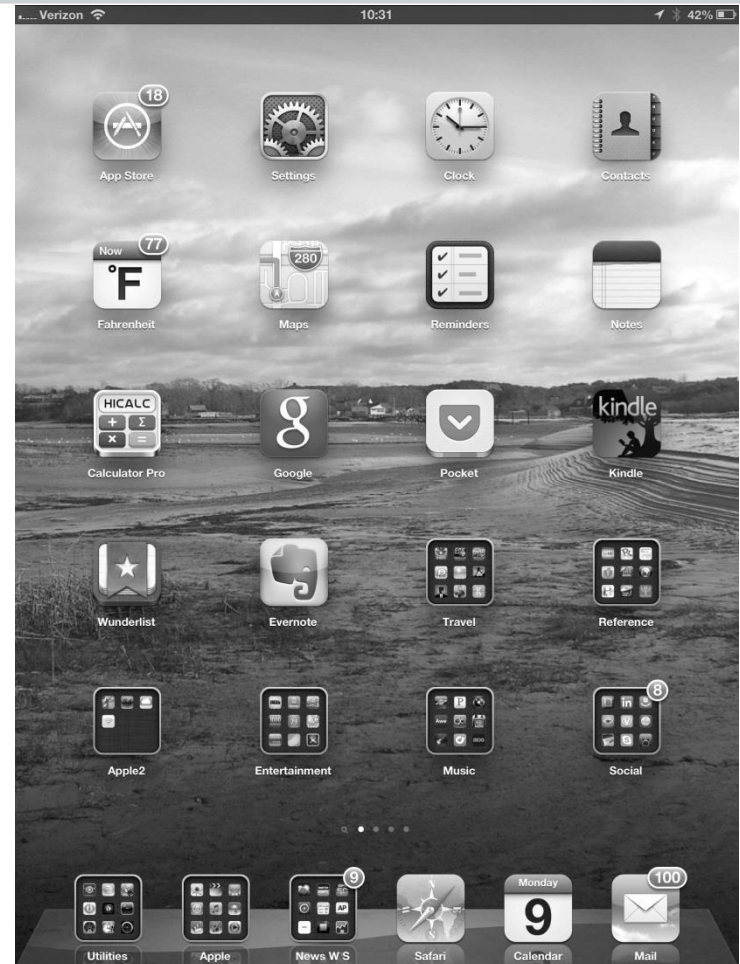 ..... Verizon 10:31 42%
18
App Store Settings Clock Contacts
Now 77 280
°F
Fahrenheit Maps Reminders Notes
HICALC kindle
+ Σ g
× =
Calculator Pro Google Pocket Kindle
Wunderlist Evernote Travel Reference
8
in
Apple2 Entertainment Music Social
9 Monday 100
AP N 9
Utilities Apple News W S Safari Calendar Mail